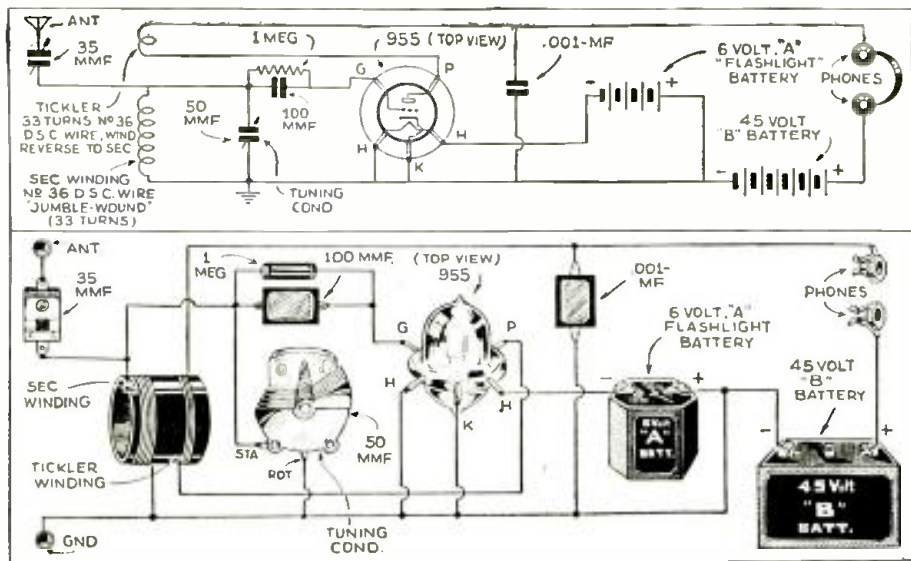 ANT
35
MMF
1 MEG
955 (TOP VIEW)
.001-MF
6 VOLT, "A"
"FLASHLIGHT"
BATTERY
PHONES
G
P
- +
TICKLER
33 TURNS Nº36
D.S.C. WIRE, WIND
REVERSE TO SEC
50
MMF
100
MMF
H
H
K
45 VOLT
"B" BATTERY
- +
SEC WINDING
Nº 36 D.S.C. WIRE
"JUMBLE-WOUND"
(33 TURNS)
TUNING
COND
ANT
35
MMF
1
MEG
100 MMF
(TOP VIEW)
955
.001-
MF
PHONES
G
P
6 VOLT, "A"
FLASHLIGHT
BATTERY
45 VOLT
"B"
BATTERY
SEC
WINDING
H
H
K
- +
- +
50
MMF
STA
ROT
6 Volt
"A"
BATT.
TICKLER
WINDING
TUNING
COND.
45 Volt
"B"
BATT.
GND